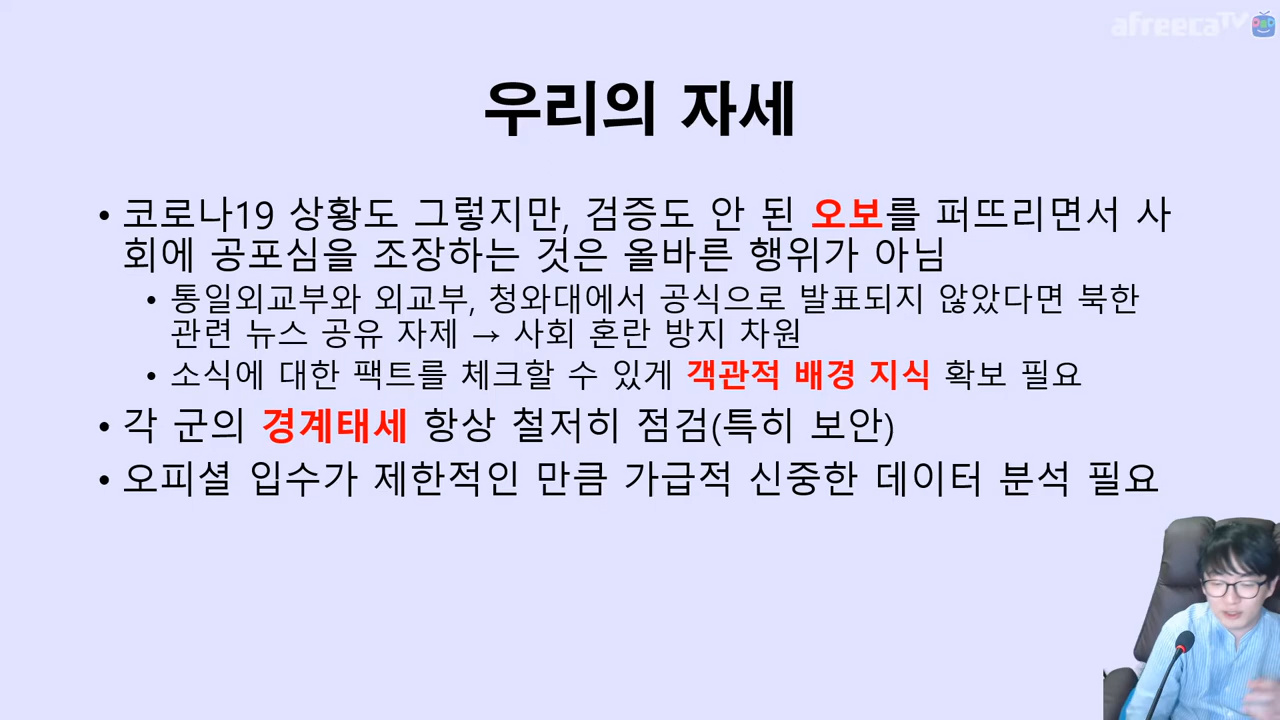 afreecaTV
우리의 자세
• 코로나19 상황도 그렇지만, 검증도 안 된 오보를 퍼뜨리면서 사
회에 공포심을 조장하는 것은 올바른 행위가 아님
• 통일외교부와 외교부, 청와대에서 공식으로 발표되지 않았다면 북한
관련 뉴스 공유 자제 → 사회 혼란 방지 차원
• 소식에 대한 팩트를 체크할 수 있게 객관적 배경 지식 확보 필요
• 각 군의 경계태세 항상 철저히 점검(특히 보안)
• 오피셜 입수가 제한적인 만큼 가급적 신중한 데이터 분석 필요